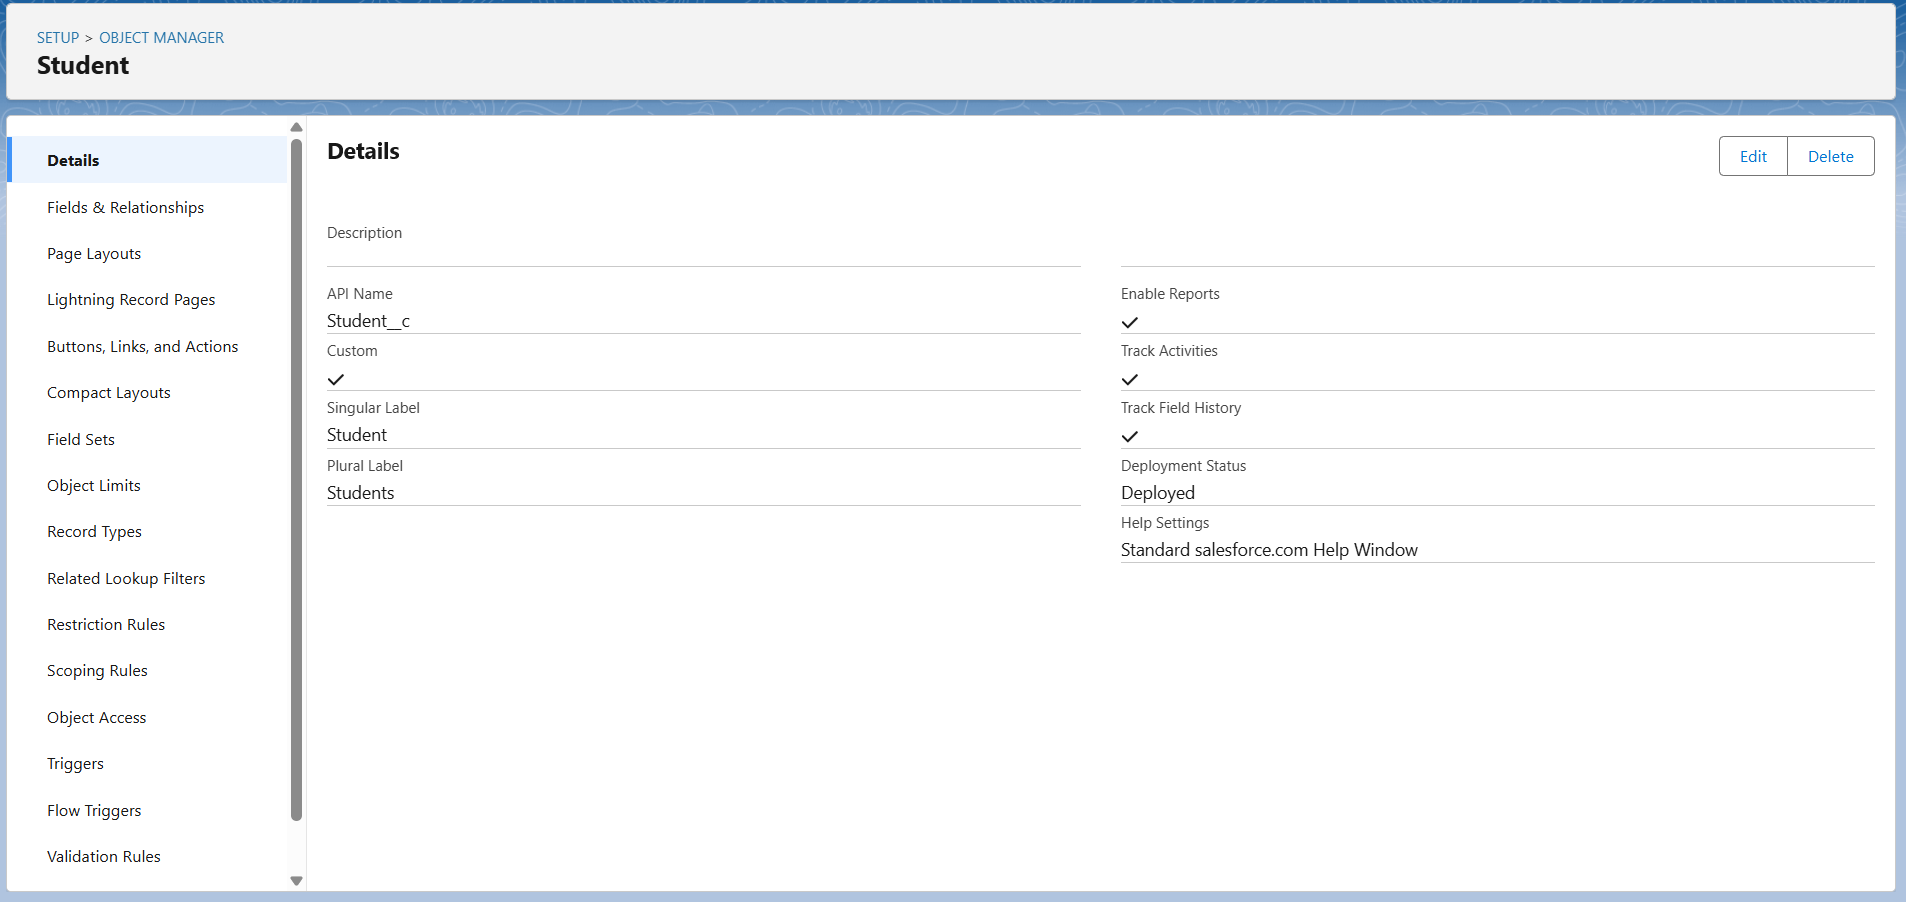 SETUP > OBJECT MANAGER
Student
Details
Fields & Relationships
Page Layouts
Lightning Record Pages
Buttons, Links, and Actions
Compact Layouts
Field Sets
Object Limits
Record Types
Related Lookup Filters
Restriction Rules
Scoping Rules
Object Access
Triggers
Flow Triggers
Validation Rules
Details
Edit
Delete
Description
API Name
Student__c
Custom
Singular Label
Student
Plural Label
Students
Enable Reports
Track Activities
Track Field History
Deployment Status
Deployed
Help Settings
Standard salesforce.com Help Window